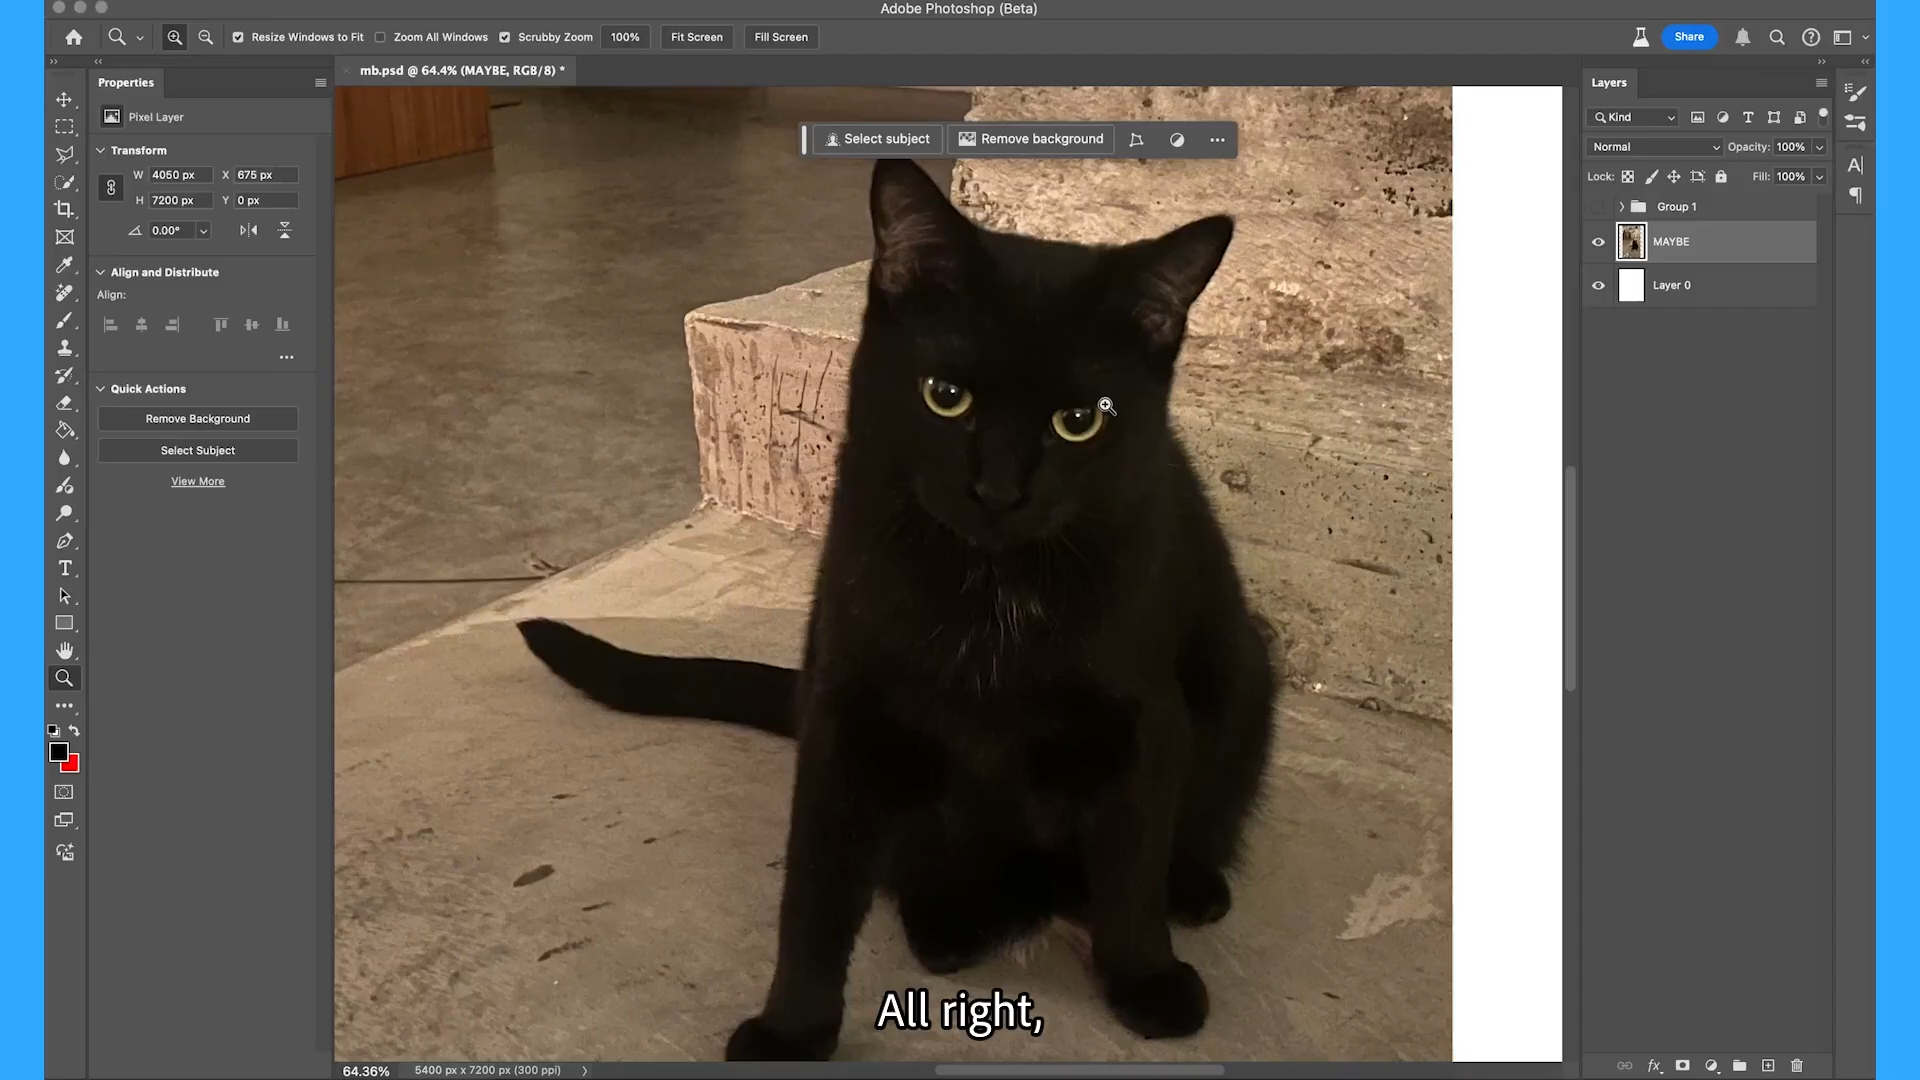 Adobe Photoshop (Beta)
Resize Windows to Fit
Zoom All Windows
Scrubby Zoom
100%
Fit Screen
Fill Screen
Share
Properties
mb.psd @ 64.4% (MAYBE, RGB/8) *
Layers
Pixel Layer
Select subject
Remove background
Kind
Transform
Normal
Opacity: 100%
W 4050 px
X 675 px
Lock:
Fill: 100%
H 7200 px
Y 0 px
Group 1
0.00°
MAYBE
Align and Distribute
Layer 0
Align:
Quick Actions
Remove Background
Select Subject
View More
All right,
64.36%
5400 px x 7200 px (300 ppi)